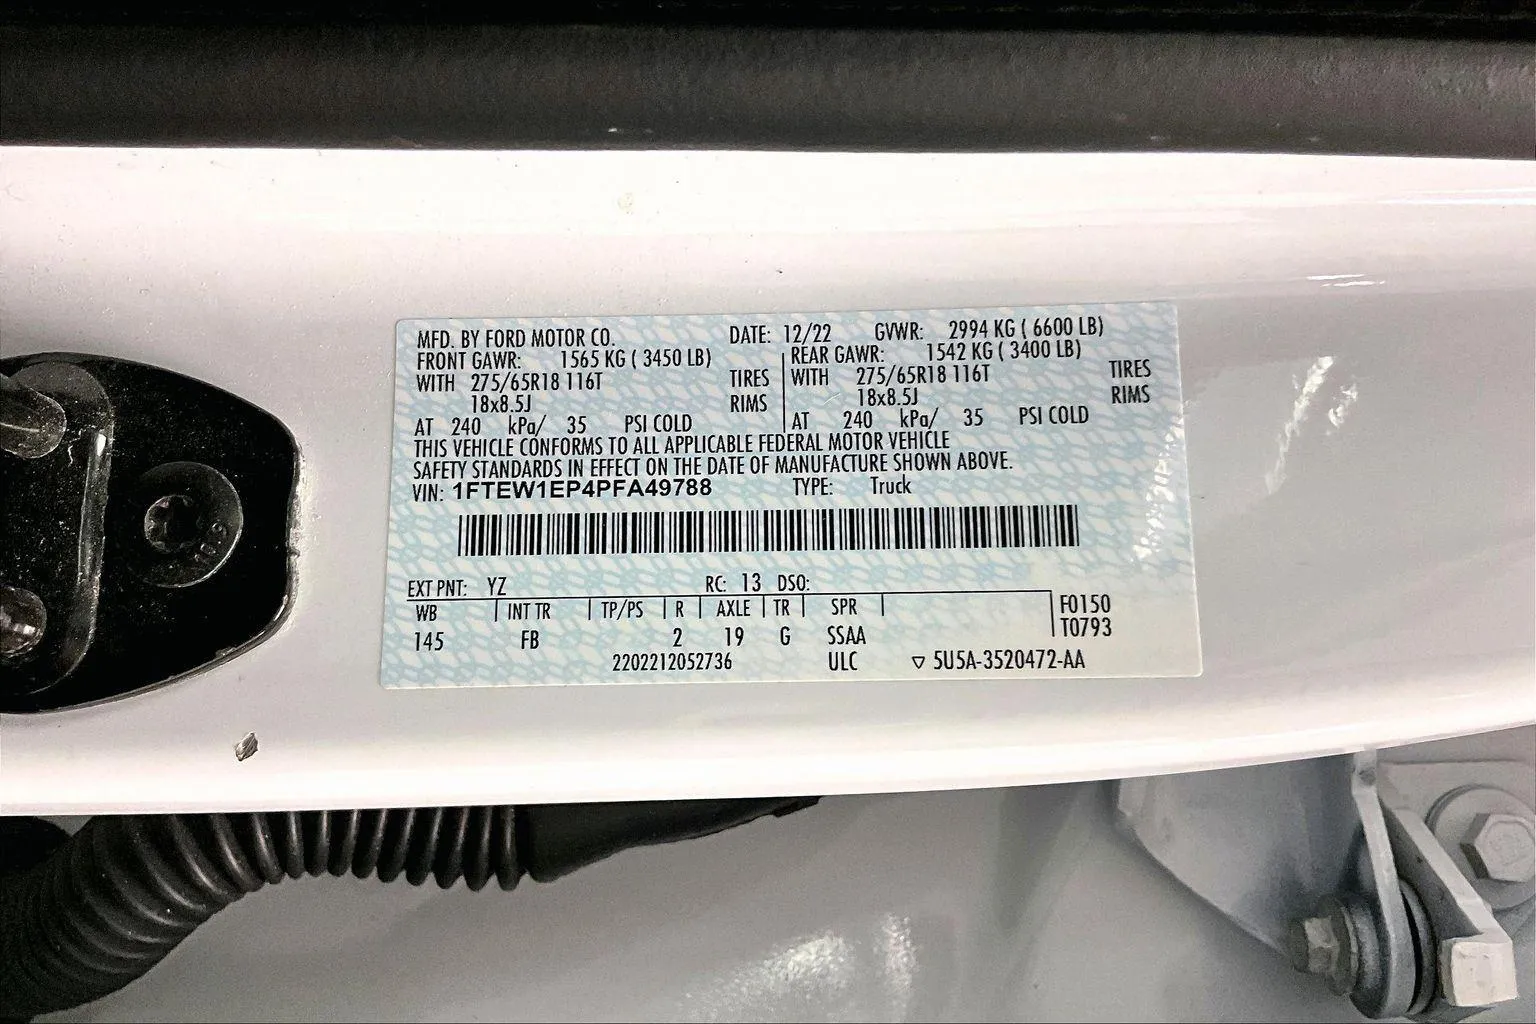 MFD. BY FORD MOTOR CO. DATE: 12/22 GVWR: 2994 KG ( 6600 LB)
FRONT GAWR: 1565 KG ( 3450 LB) REAR GAWR: 1542 KG ( 3400 LB)
WITH 275/65R18 116T TIRES WITH 275/65R18 116T TIRES
18x8.5J RIMS 18x8.5J RIMS
AT 240 kPa/ 35 PSI COLD AT 240 kPa/ 35 PSI COLD
THIS VEHICLE CONFORMS TO ALL APPLICABLE FEDERAL MOTOR VEHICLE
SAFETY STANDARDS IN EFFECT ON THE DATE OF MANUFACTURE SHOWN ABOVE.
VIN: 1FTEW1EP4PFA49788 TYPE: Truck
EXT PNT: YZ RC: 13 DSO:
WB INT TR TP/PS R AXLE TR SPR F0150
145 FB 2 19 G SSAA T0793
2202212052736 ULC ▽ 5U5A-3520472-AA
10.9